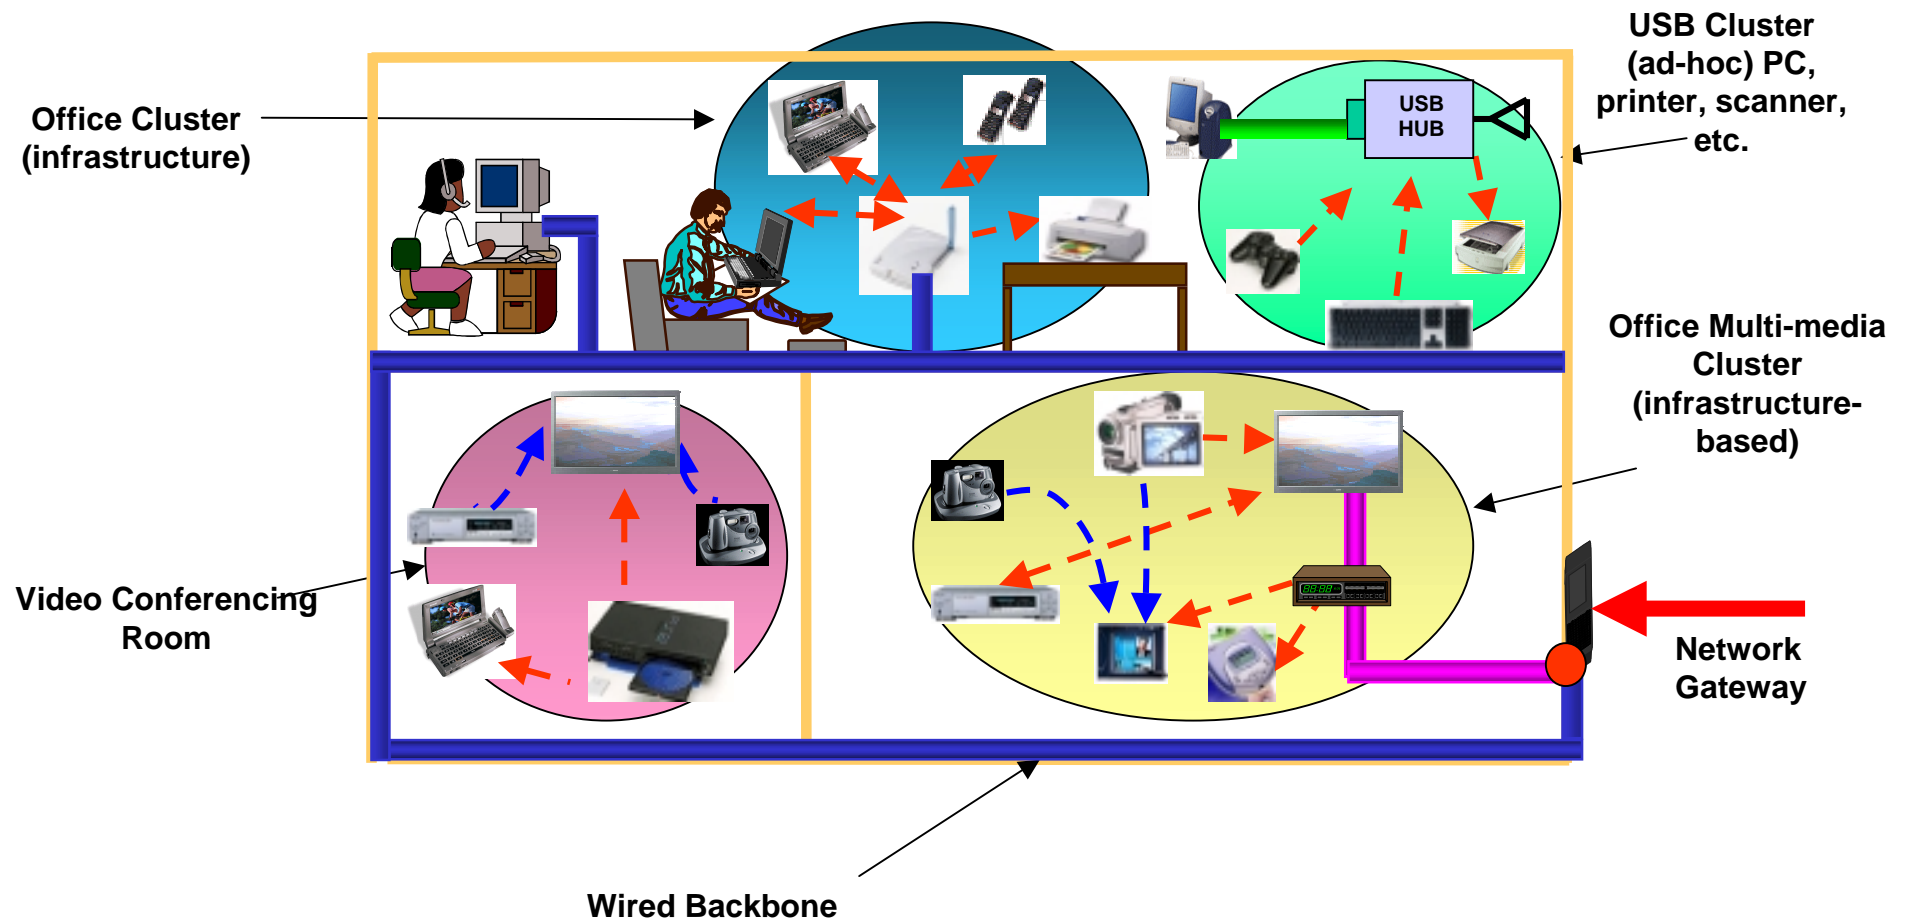 USB Cluster
(ad-hoc) PC,
printer, scanner,
etc.
Office Cluster
(infrastructure)
USB
HUB
Office Multi-media
Cluster
(infrastructure-
based)
Video Conferencing
Room
Network
Gateway
Wired Backbone